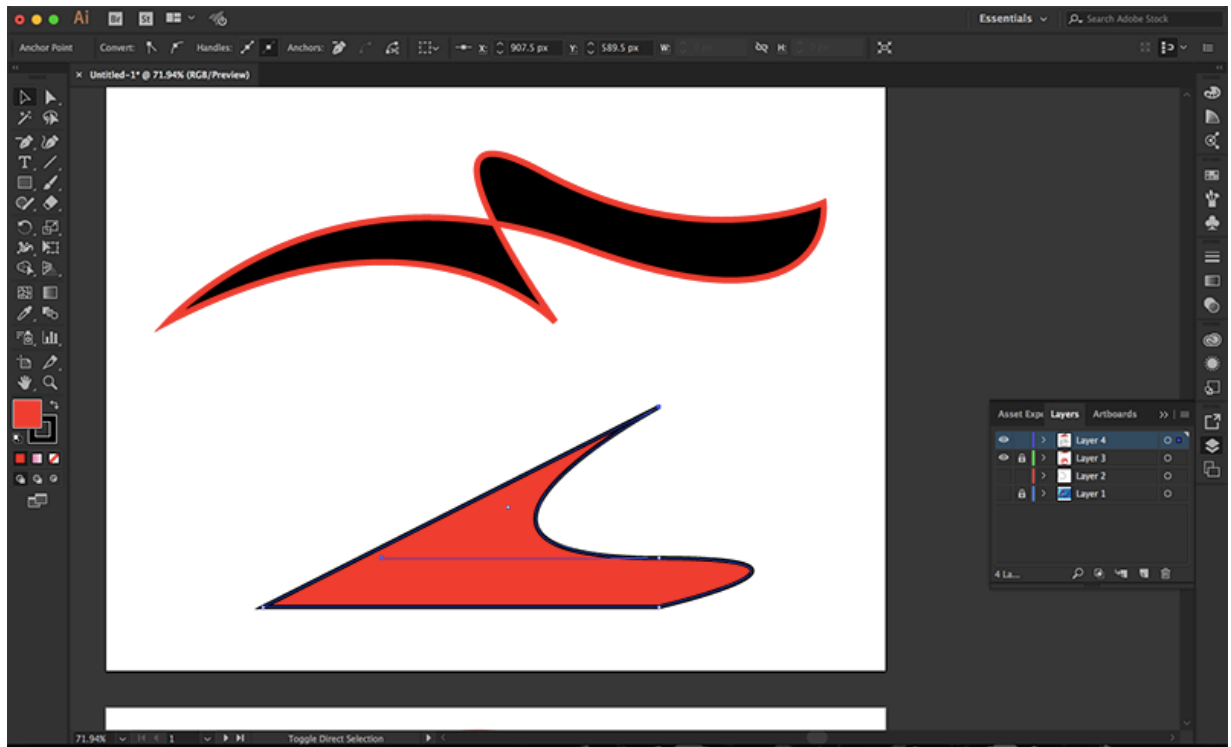 Ai Br St Essentials Search Adobe Stock
Anchor Point Convert: Handles: Anchors: X: 907.5 px Y: 589.5 px W: H:
× Untitled-1* @ 71.94% (RGB/Preview)
Asset Expo Layers Artboards
Layer 4
Layer 3
Layer 2
Layer 1
4 La...
71.94% 1 Toggle Direct Selection